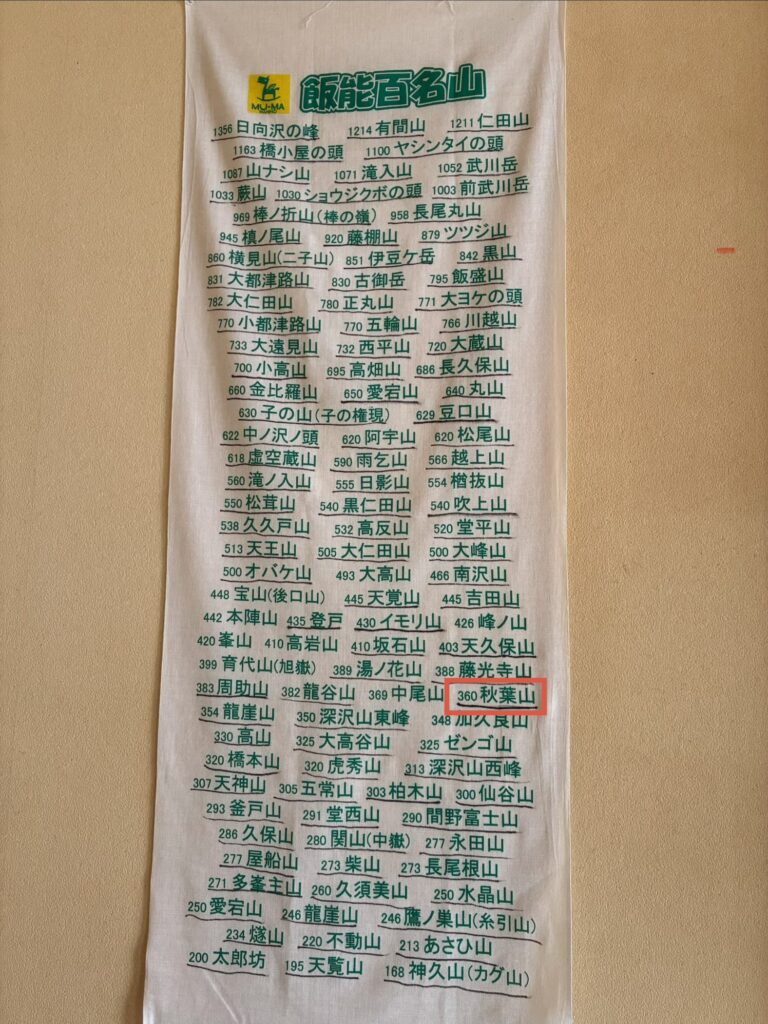 MU-MA
飯能百名山
1356 日向沢の峰 1214 有間山 1211 仁田山
1163 橋小屋の頭 1100 ヤシンタイの頭
1087 山ナシ山 1071 滝入山 1052 武川岳
1033 蕨山 1030 ショウジクボの頭 1003 前武川岳
969 棒ノ折山(棒の嶺) 958 長尾丸山
945 槙ノ尾山 920 藤棚山 879 ツツジ山
860 横見山(二子山) 851 伊豆ケ岳 842 黒山
831 大都津路山 830 古御岳 795 飯盛山
782 大仁田山 780 正丸山 771 大ヨケの頭
770 小都津路山 770 五輪山 766 川越山
733 大遠見山 732 西平山 720 大蔵山
700 小高山 695 高畑山 686 長久保山
660 金比羅山 650 愛宕山 640 丸山
630 子の山(子の権現) 629 豆口山
622 中ノ沢ノ頭 620 阿宇山 620 松尾山
618 虚空蔵山 590 雨乞山 566 越上山
560 滝ノ入山 555 日影山 554 楢抜山
550 松茸山 540 黒仁田山 540 吹上山
538 久久戸山 532 高反山 520 堂平山
513 天王山 505 大仁田山 500 大峰山
500 オバケ山 493 大高山 466 南沢山
448 宝山(後口山) 445 天覚山 445 吉田山
442 本陣山 435 登戸 430 イモリ山 426 峰ノ山
420 峯山 410 高岩山 410 坂石山 403 天久保山
399 育代山(旭嶽) 389 湯ノ花山 388 藤光寺山
383 周助山 382 龍谷山 369 中尾山 360 秋葉山
354 龍崖山 350 深沢山東峰 348 加久良山
330 高山 325 大高谷山 325 ゼンゴ山
320 橋本山 320 虎秀山 313 深沢山西峰
307 天神山 305 五常山 303 柏木山 300 仙谷山
293 釜戸山 291 堂西山 290 間野富士山
286 久保山 280 関山(中嶽) 277 永田山
277 屋船山 273 柴山 273 長尾根山
271 多峯主山 260 久須美山 250 水晶山
250 愛宕山 246 龍崖山 246 鷹ノ巣山(糸引山)
234 燧山 220 不動山 213 あさひ山
200 太郎坊 195 天覧山 168 神久山(カグ山)